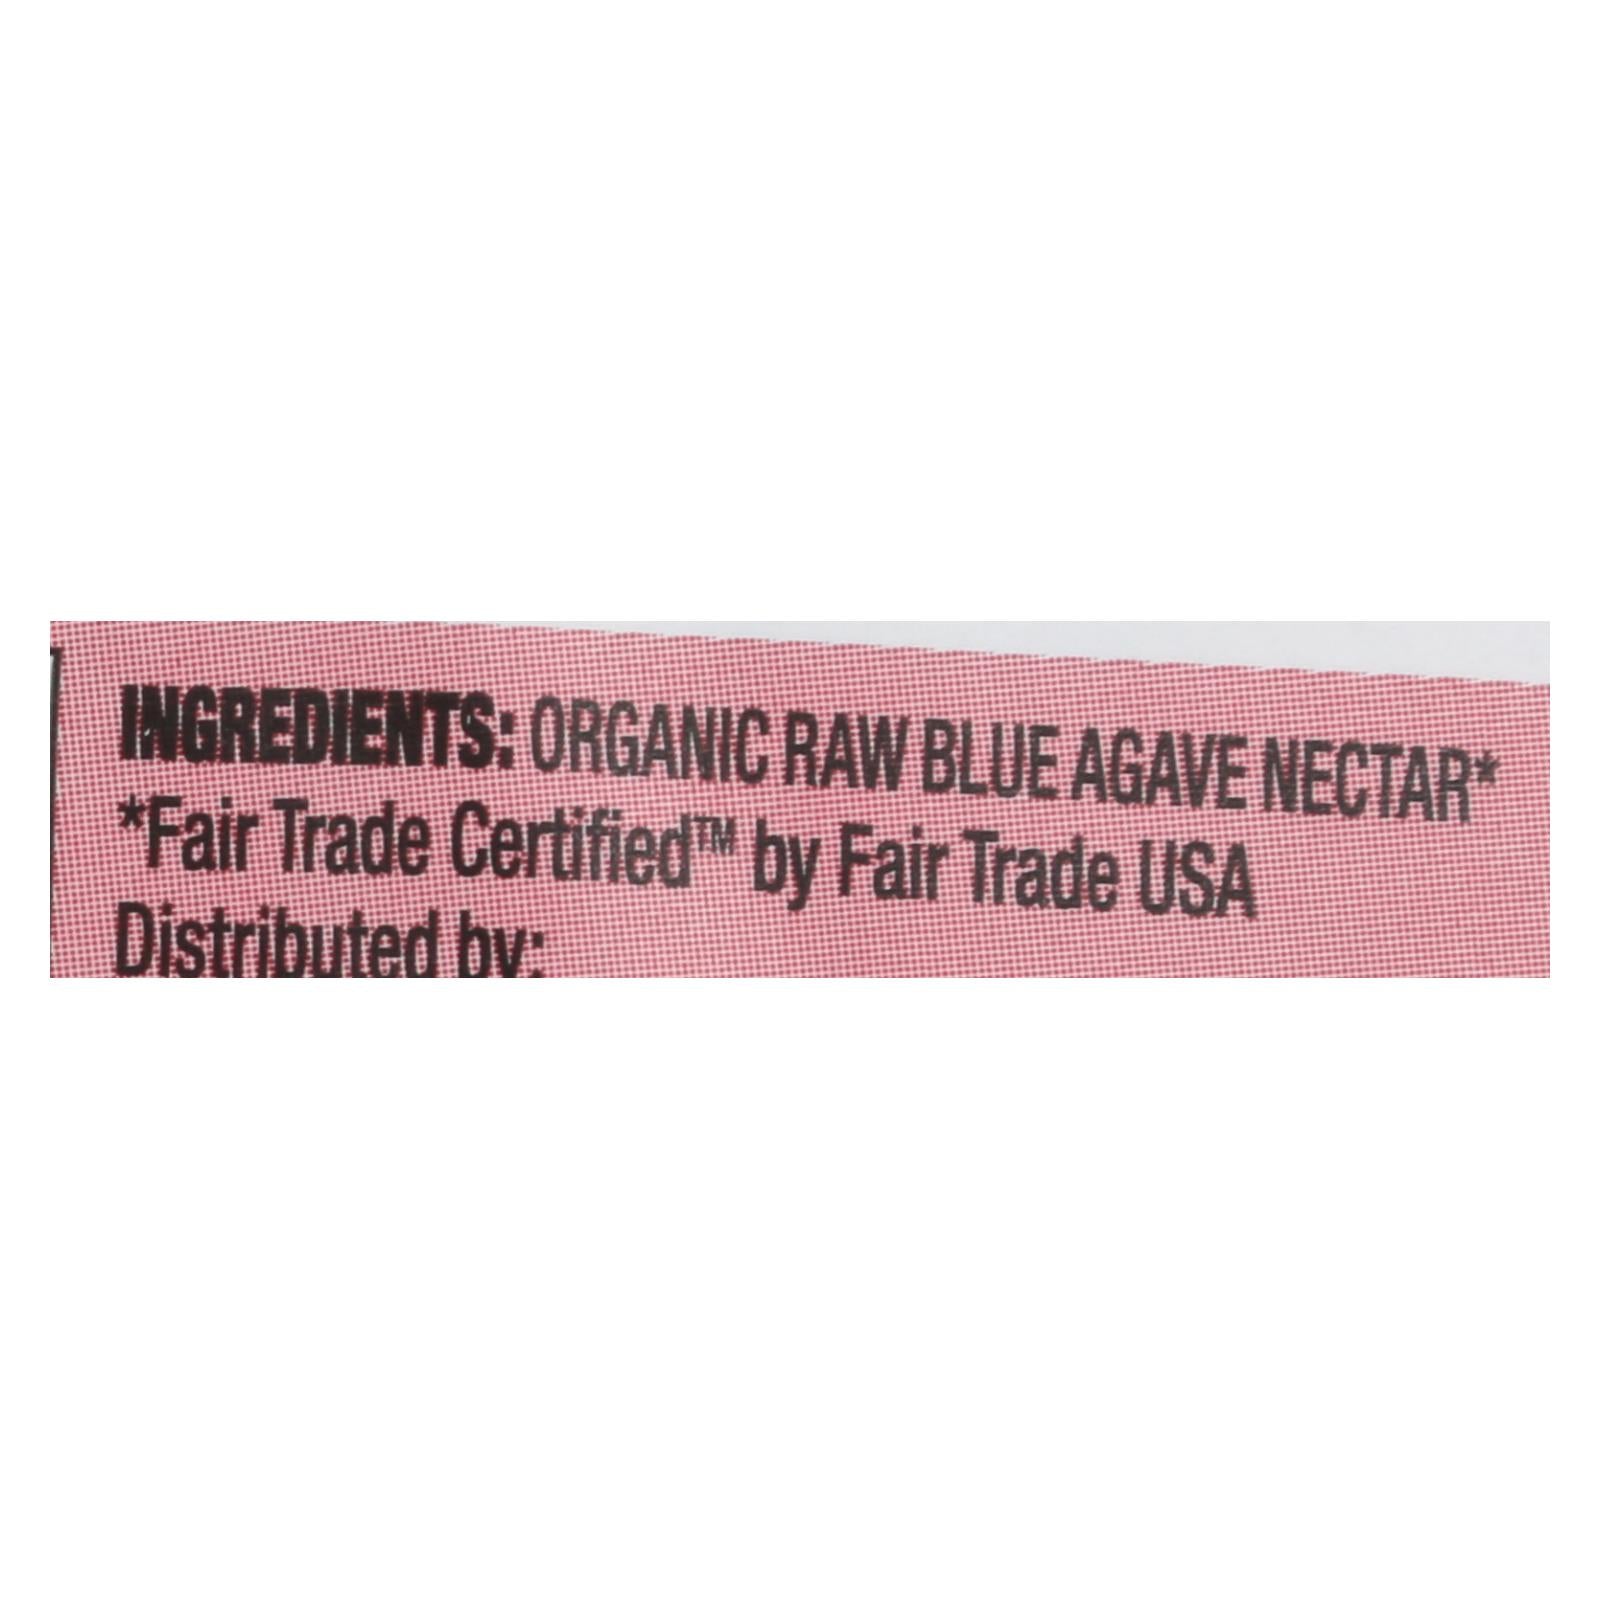 INGREDIENTS: ORGANIC RAW BLUE AGAVE NECTAR*
*Fair Trade Certified™ by Fair Trade USA
Distributed by: